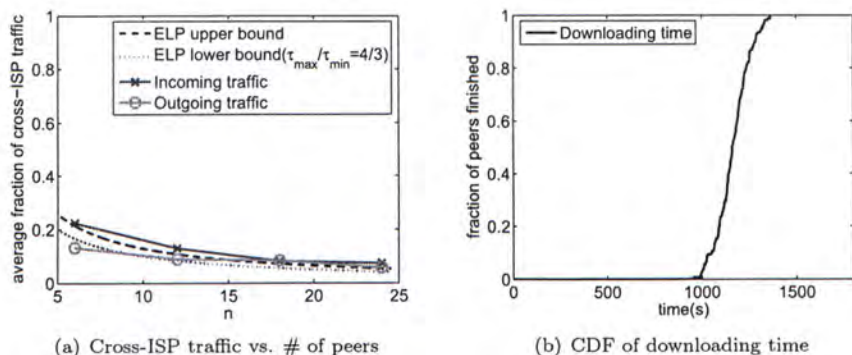 average fraction of cross-ISP traffic
1
0.8
0.6
0.4
0.2
0
5
10
15
20
25
n
ELP upper bound
ELP lower bound(τmax/τmin=4/3)
Incoming traffic
Outgoing traffic
(a) Cross-ISP traffic vs. # of peers
fraction of peers finished
1
0.8
0.6
0.4
0.2
0
0
500
1000
1500
time(s)
Downloading time
(b) CDF of downloading time